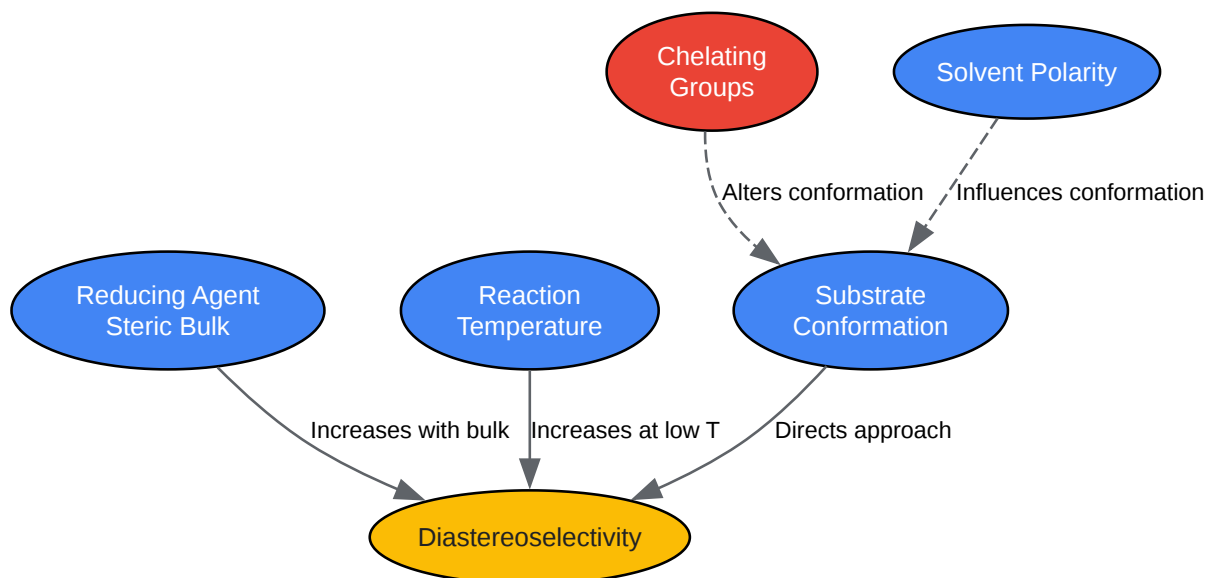 Chelating
Groups
Solvent Polarity
Alters conformation
Influences conformation
Reducing Agent
Steric Bulk
Reaction
Temperature
Substrate
Conformation
Increases with bulk
Increases at low T
Directs approach
Diastereoselectivity